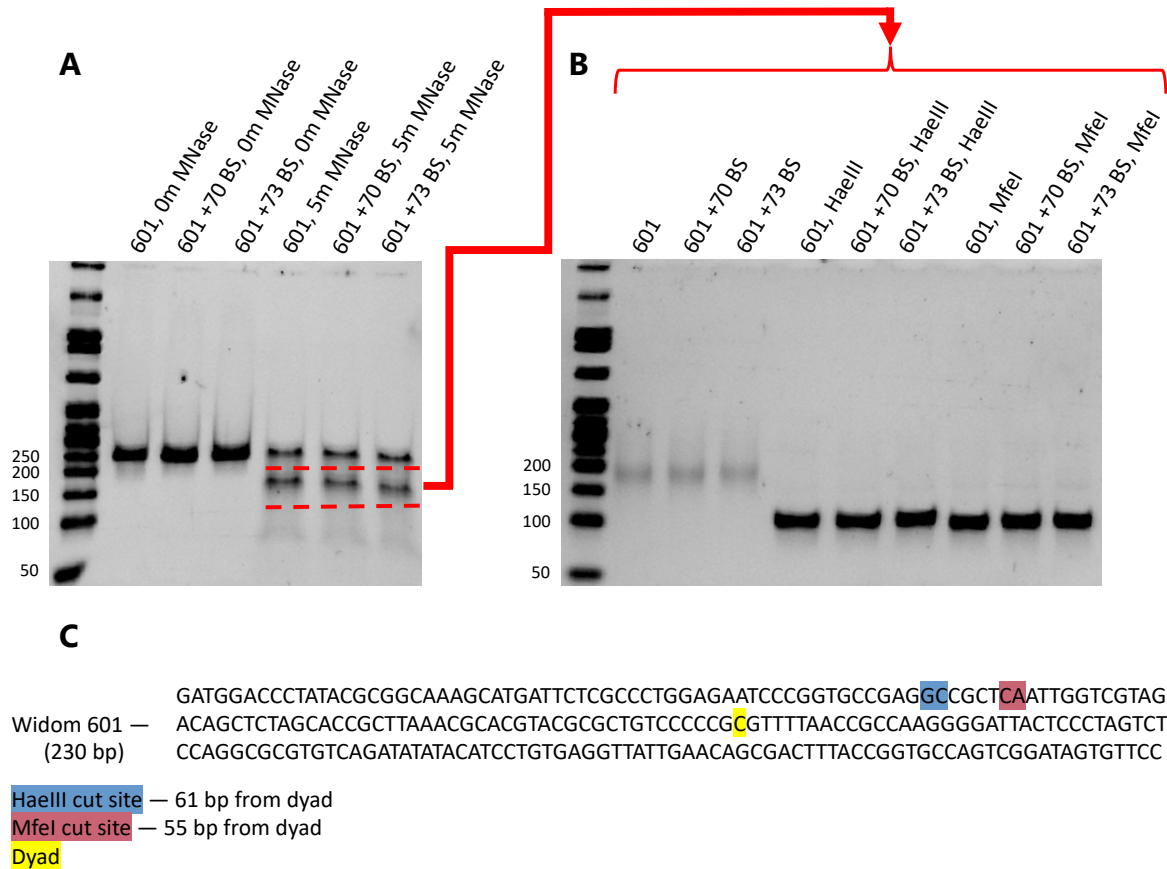 A
601, 0m MNase
601 +70 BS, 0m MNase
601 +73 BS, 0m MNase
601, 5m MNase
601 +70 BS, 5m MNase
601 +73 BS, 5m MNase
250
200
150
100
50
B
601
601 +70 BS
601 +73 BS
601, HaeIII
601 +70 BS, HaeIII
601 +73 BS, HaeIII
601, MfeI
601 +70 BS, MfeI
601 +73 BS, MfeI
200
150
100
50
C
Widom 601 —
(230 bp)
GATGGACCCTATACGCGGCAAAGCATGATTCTCGCCCTGGAGAATCCCGGTGCCGAGGCCGCTCAATTGGTCGTAG
ACAGCTCTAGCACCGCTTAAACGCACGTACGCGCTGTCCCCCGCGTTTTAACCGCCAAGGGGATTACTCCCTAGTCT
CCAGGCGCGTGTCAGATATATACATCCTGTGAGGTTATTGAACAGCGACTTTACCGGTGCCAGTCGGATAGTGTTCC
HaeIII cut site — 61 bp from dyad
MfeI cut site — 55 bp from dyad
Dyad